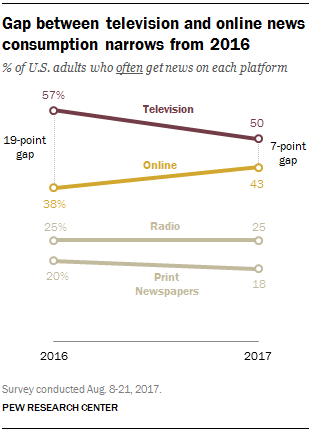 Gap between television and online news
consumption narrows from 2016
% of U.S. adults who often get news on each platform
57%
Television
50
19-point
gap
7-point
gap
Online
43
38%
25%
Radio
25
20%
Print
Newspapers
18
2016
2017
Survey conducted Aug. 8-21, 2017.
PEW RESEARCH CENTER